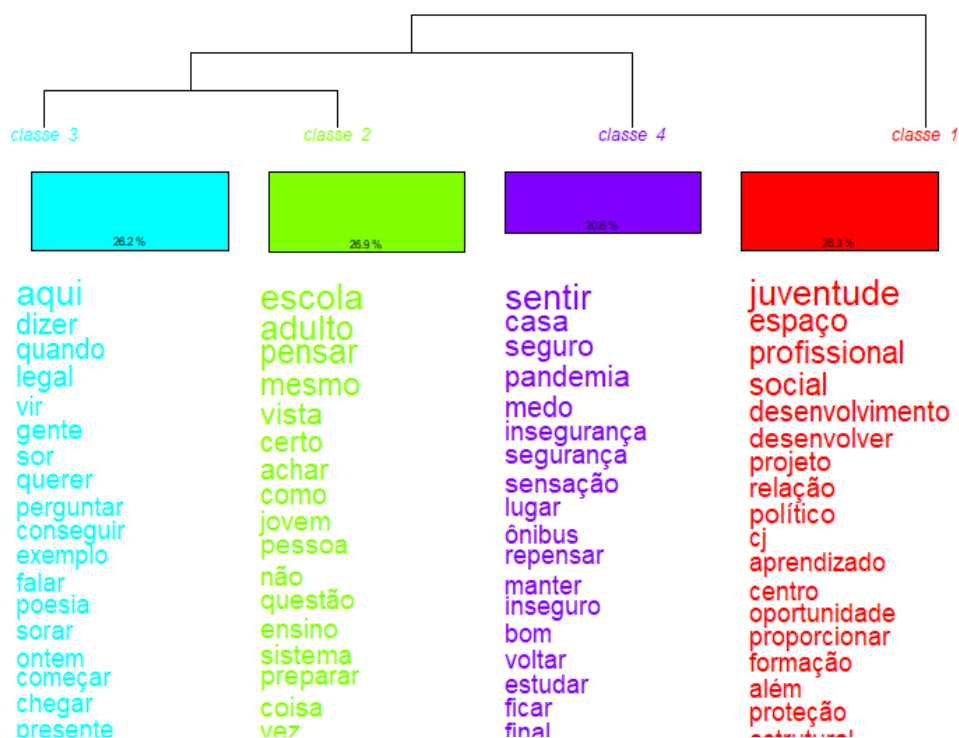 classe 3
26.2 %
aqui
dizer
quando
legal
vir
gente
sor
querer
perguntar
conseguir
exemplo
falar
poesia
sorar
ontem
começar
chegar
presente
classe 2
26.9 %
escola
adulto
pensar
mesmo
vista
certo
achar
como
jovem
pessoa
não
questão
ensino
sistema
preparar
coisa
vez
classe 4
20.6 %
sentir
casa
seguro
pandemia
medo
insegurança
segurança
sensação
lugar
ônibus
repensar
manter
inseguro
bom
voltar
estudar
ficar
final
classe 1
26.3 %
juventude
espaço
profissional
social
desenvolvimento
desenvolver
projeto
relação
político
cj
aprendizado
centro
oportunidade
proporcionar
formação
além
proteção